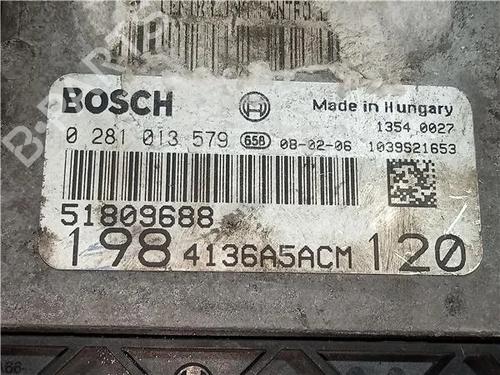 BOSCH
Made in Hungary
1354 0027
0 281 013 579 658 08-02-06 1039S21653
51809688
198 4136A5ACM 120